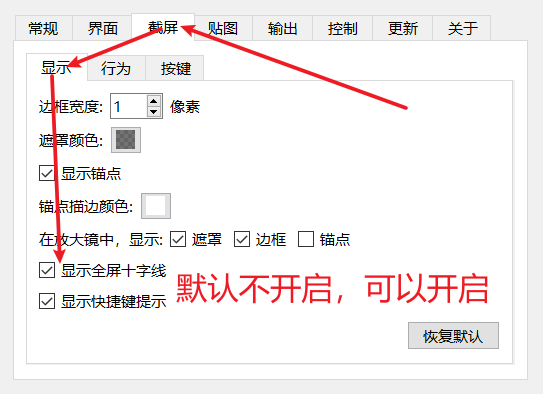 常规 界面 截屏 贴图 输出 控制 更新 关于
显示 行为 按键
边框宽度: 1 像素
遮罩颜色:
显示锚点
锚点描边颜色:
在放大镜中，显示: 遮罩 边框 锚点
显示全屏十字线
默认不开启，可以开启
显示快捷键提示
恢复默认